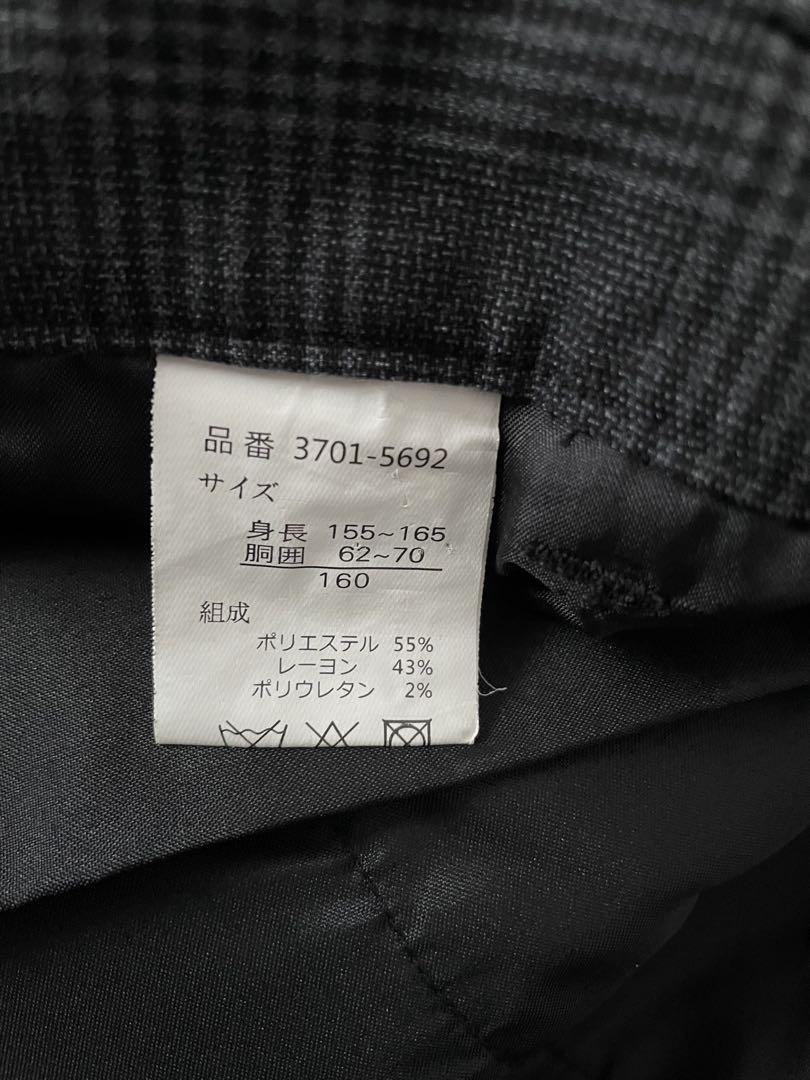 品番 3701-5692
サイズ
身長 155~165
胴囲 62~70
160
組成
ポリエステル 55%
レーヨン 43%
ポリウレタン 2%